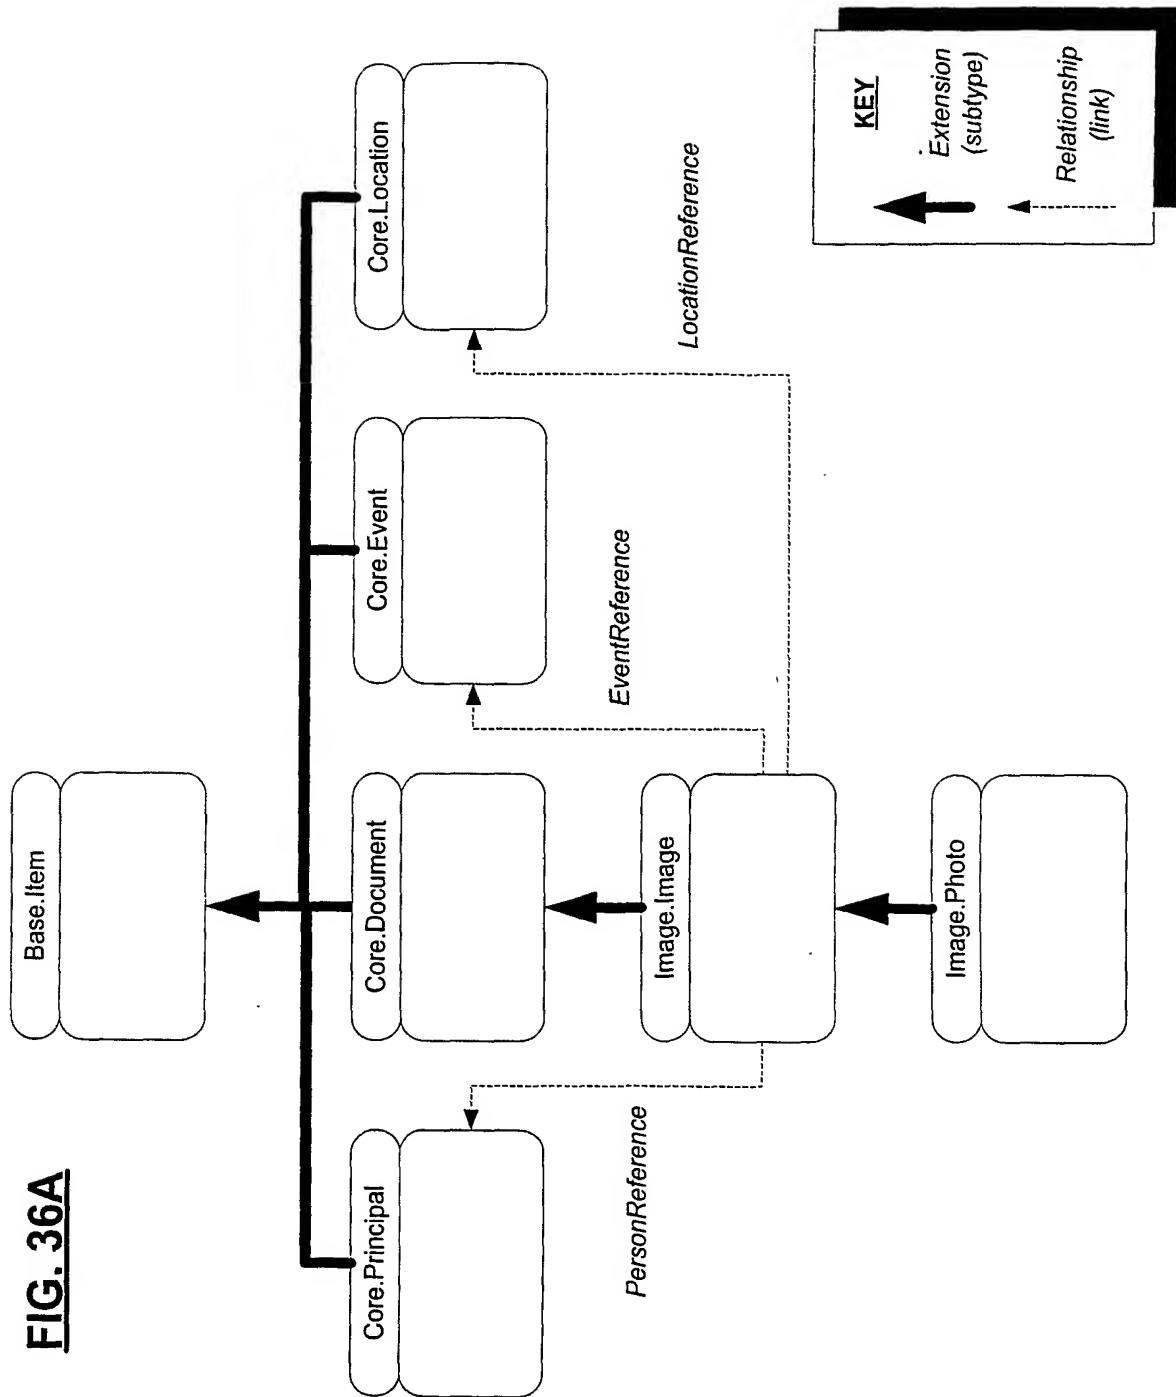 FIG. 36A
Base.Item
Core.Principal
Core.Document
Core.Event
Core.Location
PersonReference
Image.Image
EventReference
LocationReference
Image.Photo
KEY
Extension
(subtype)
Relationship
(link)